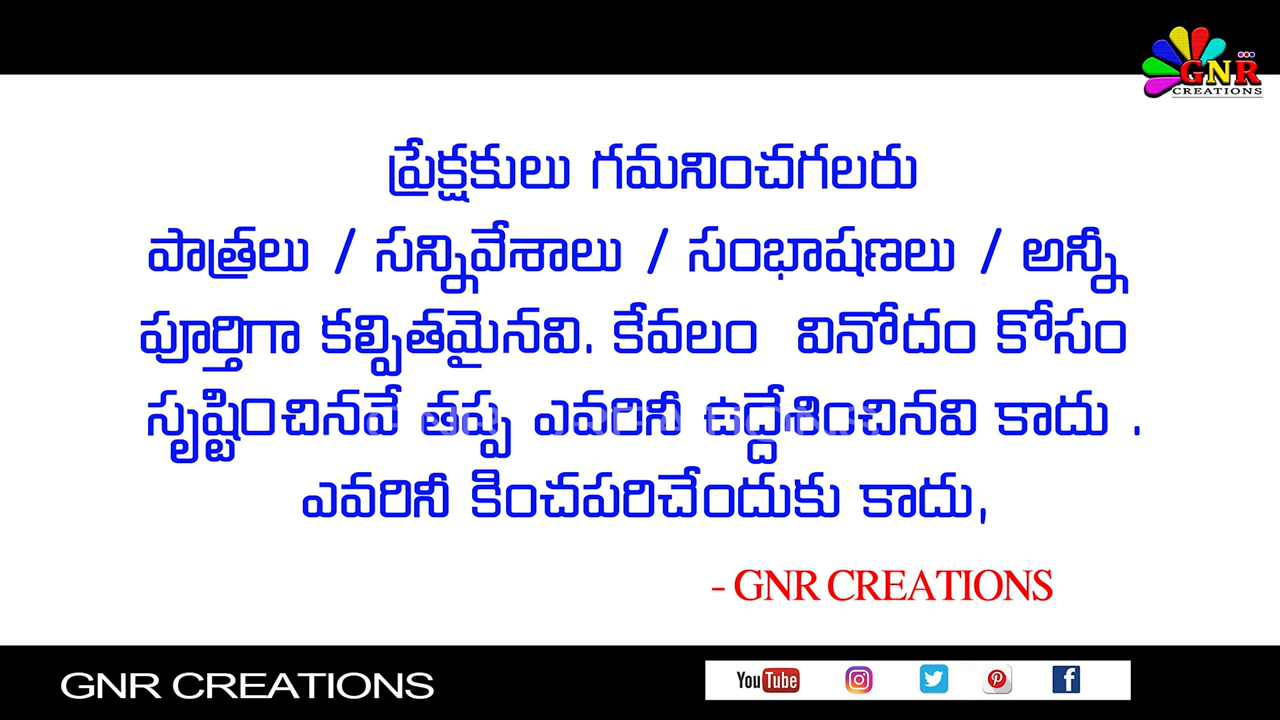 GNR
CREATIONS
ప్రేక్షకులు గమనించగలరు
పాత్రలు / సన్నివేశాలు / సంభాషణలు / అన్నీ
పూర్తిగా కల్పితమైనవి. కేవలం వినోదం కోసం
సృష్టించినవే తప్ప ఎవరినీ ఉద్దేశించినవి కాదు .
ఎవరినీ కించపరిచేందుకు కాదు,
- GNR CREATIONS
GNR CREATIONS
YouTube